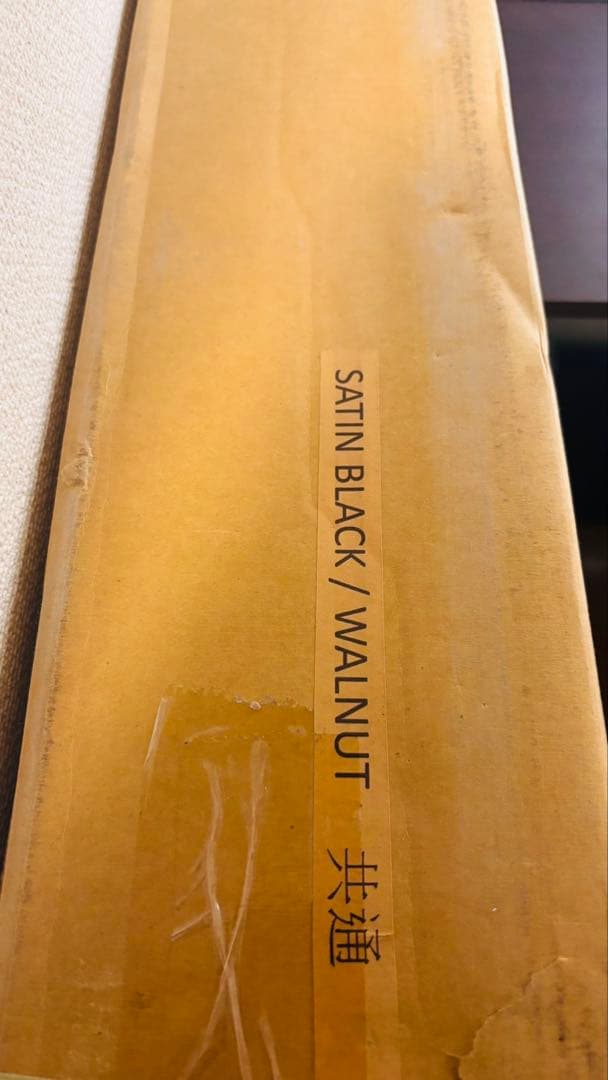 SATIN BLACK / WALNUT 共通